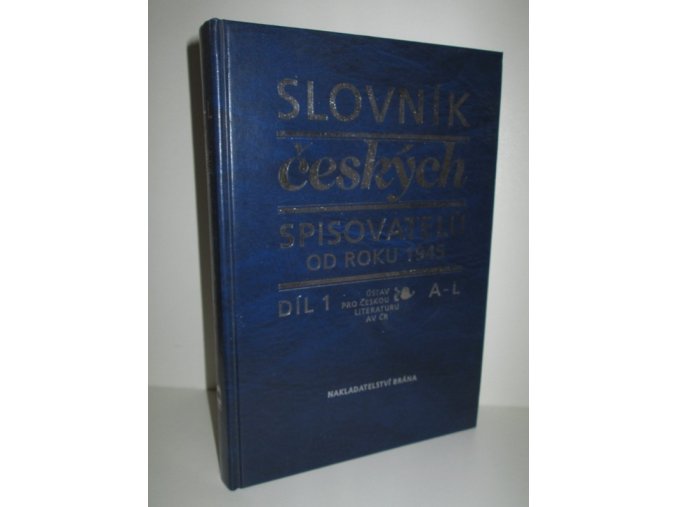 SLOVNÍK
českých
SPISOVATELŮ
OD ROKU 1945
DÍL 1
ÚSTAV
PRO ČESKOU
LITERATURU
AV ČR
A-L
NAKLADATELSTVÍ BRÁNA